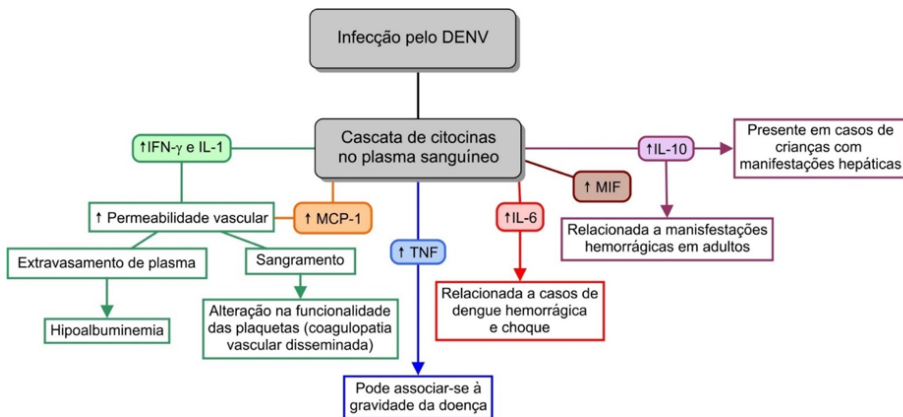 Infecção pelo DENV
Cascata de citocinas
no plasma sanguíneo
↑IFN-γ e IL-1
↑IL-10
Presente em casos de
crianças com
manifestações hepáticas
↑ MIF
↑ Permeabilidade vascular
↑ MCP-1
↑IL-6
Relacionada a manisfestações
hemorrágicas em adultos
Extravasamento de plasma
Sangramento
↑ TNF
Relacionada a casos de
dengue hemorrágica
e choque
Hipoalbuminemia
Alteração na funcionalidade
das plaquetas (coagulopatia
vascular disseminada)
Pode associar-se à
gravidade da doença